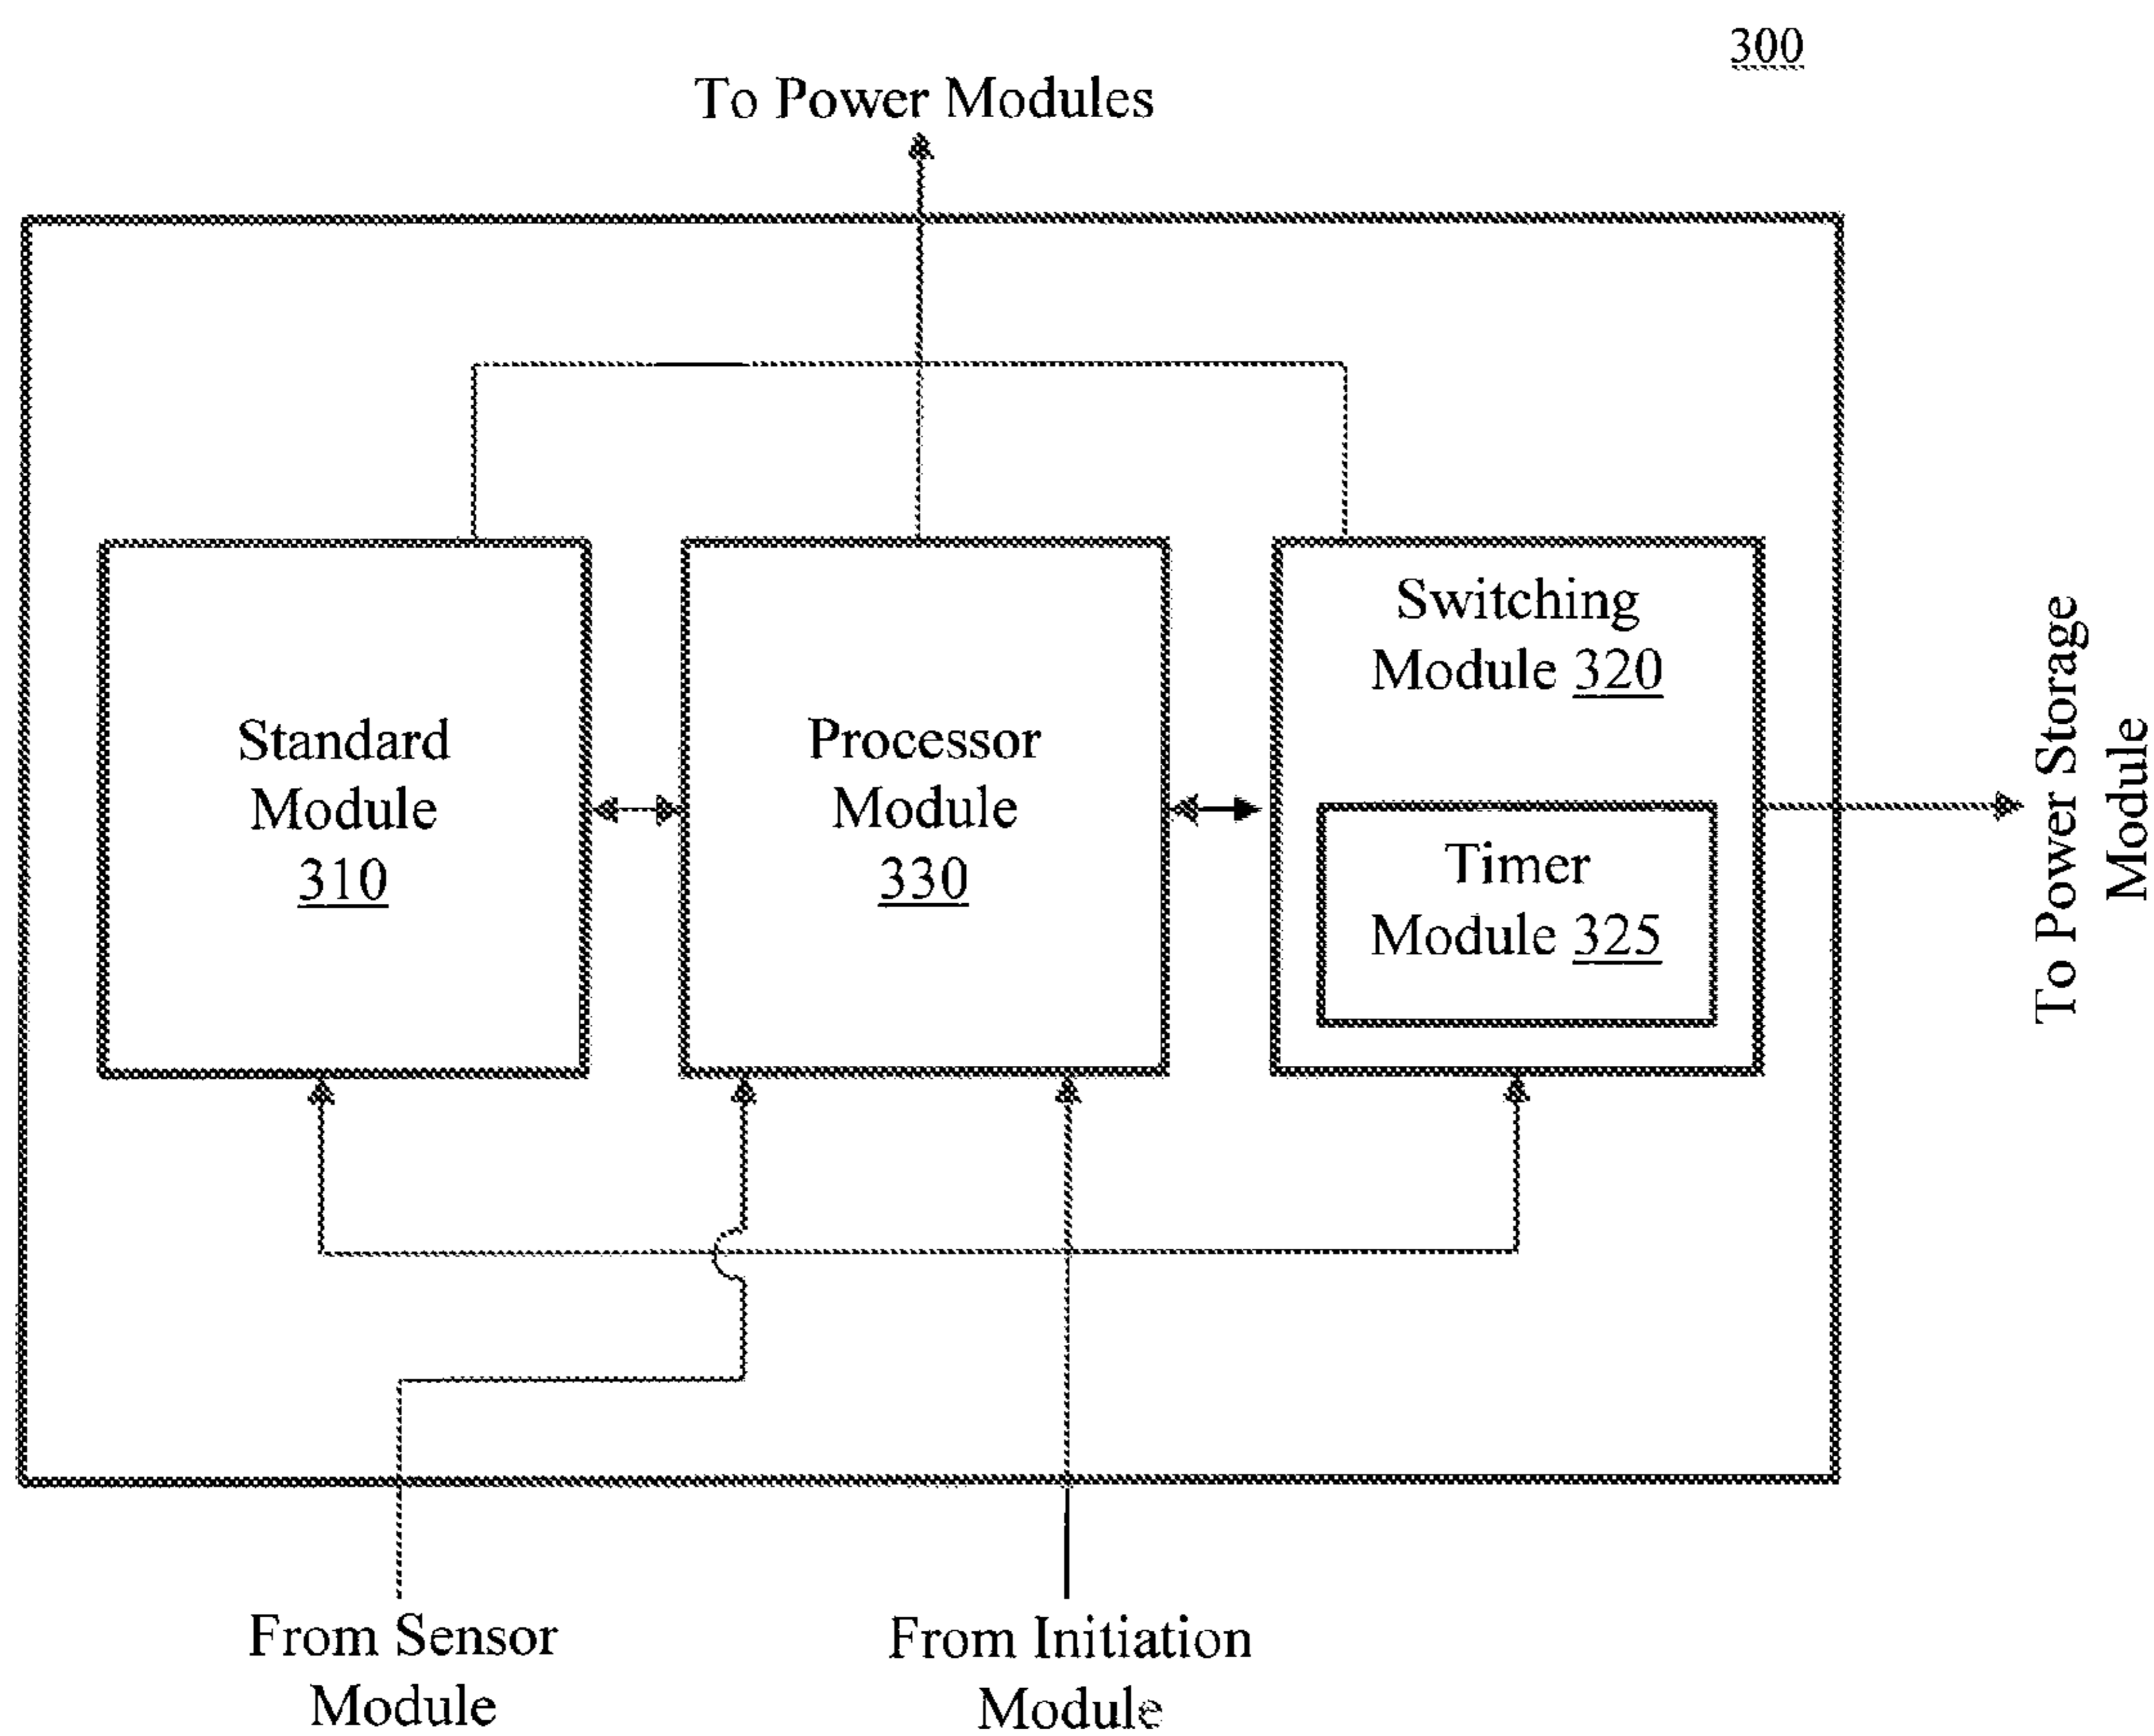 300
To Power Modules
Standard
Module
310
Processor
Module
330
Switching
Module 320
Timer
Module 325
To Power Storage
Module
From Sensor
Module
From Initiation
Module